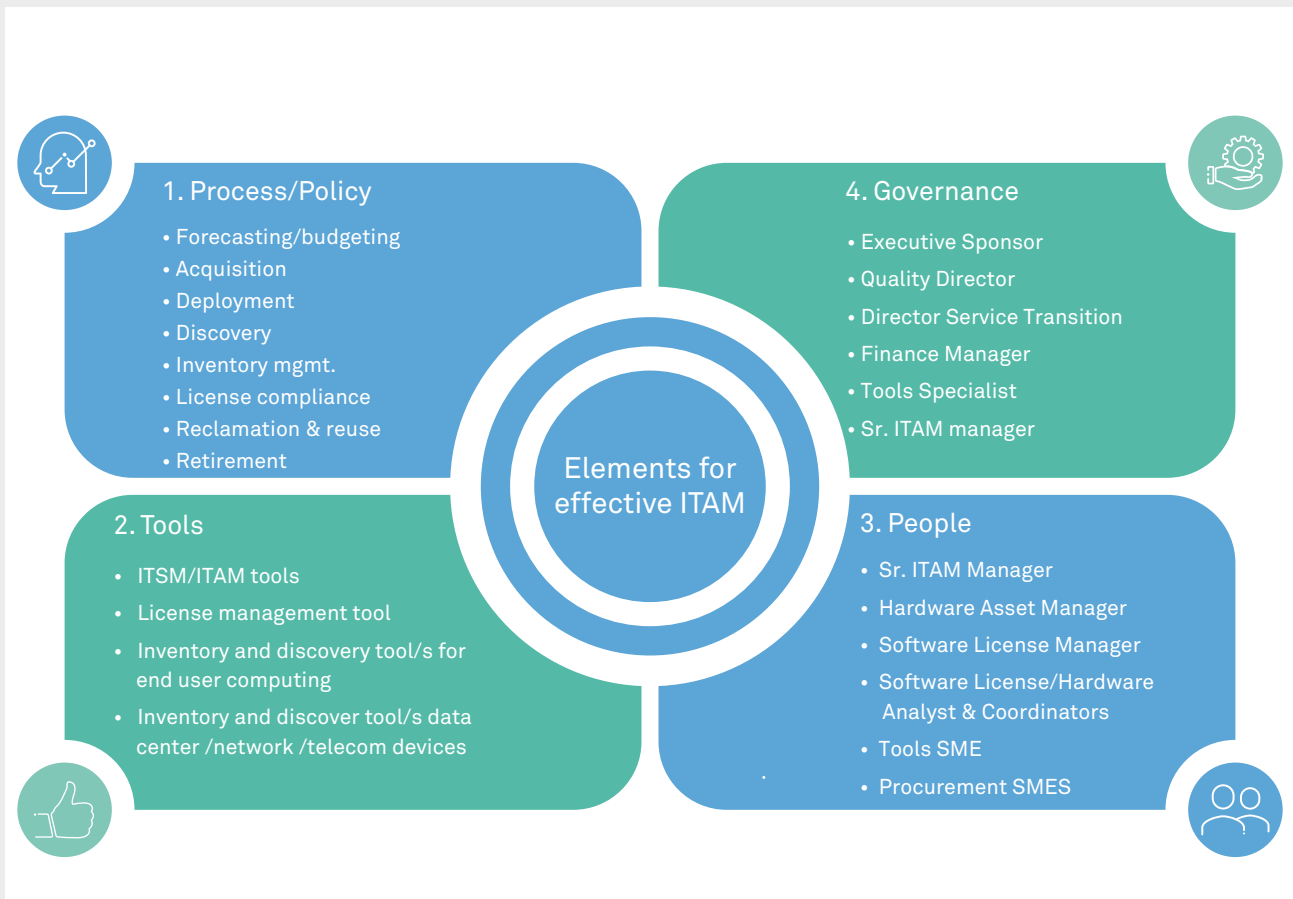 1. Process/Policy
• Forecasting/budgeting
• Acquisition
• Deployment
• Discovery
• Inventory mgmt.
• License compliance
• Reclamation & reuse
• Retirement
2. Tools
• ITSM/ITAM tools
• License management tool
• Inventory and discovery tool/s for
end user computing
• Inventory and discover tool/s data
center /network /telecom devices
Elements for
effective ITAM
3. People
• Sr. ITAM Manager
• Hardware Asset Manager
• Software License Manager
• Software License/Hardware
Analyst & Coordinators
• Tools SME
• Procurement SMES
4. Governance
• Executive Sponsor
• Quality Director
• Director Service Transition
• Finance Manager
• Tools Specialist
• Sr. ITAM manager